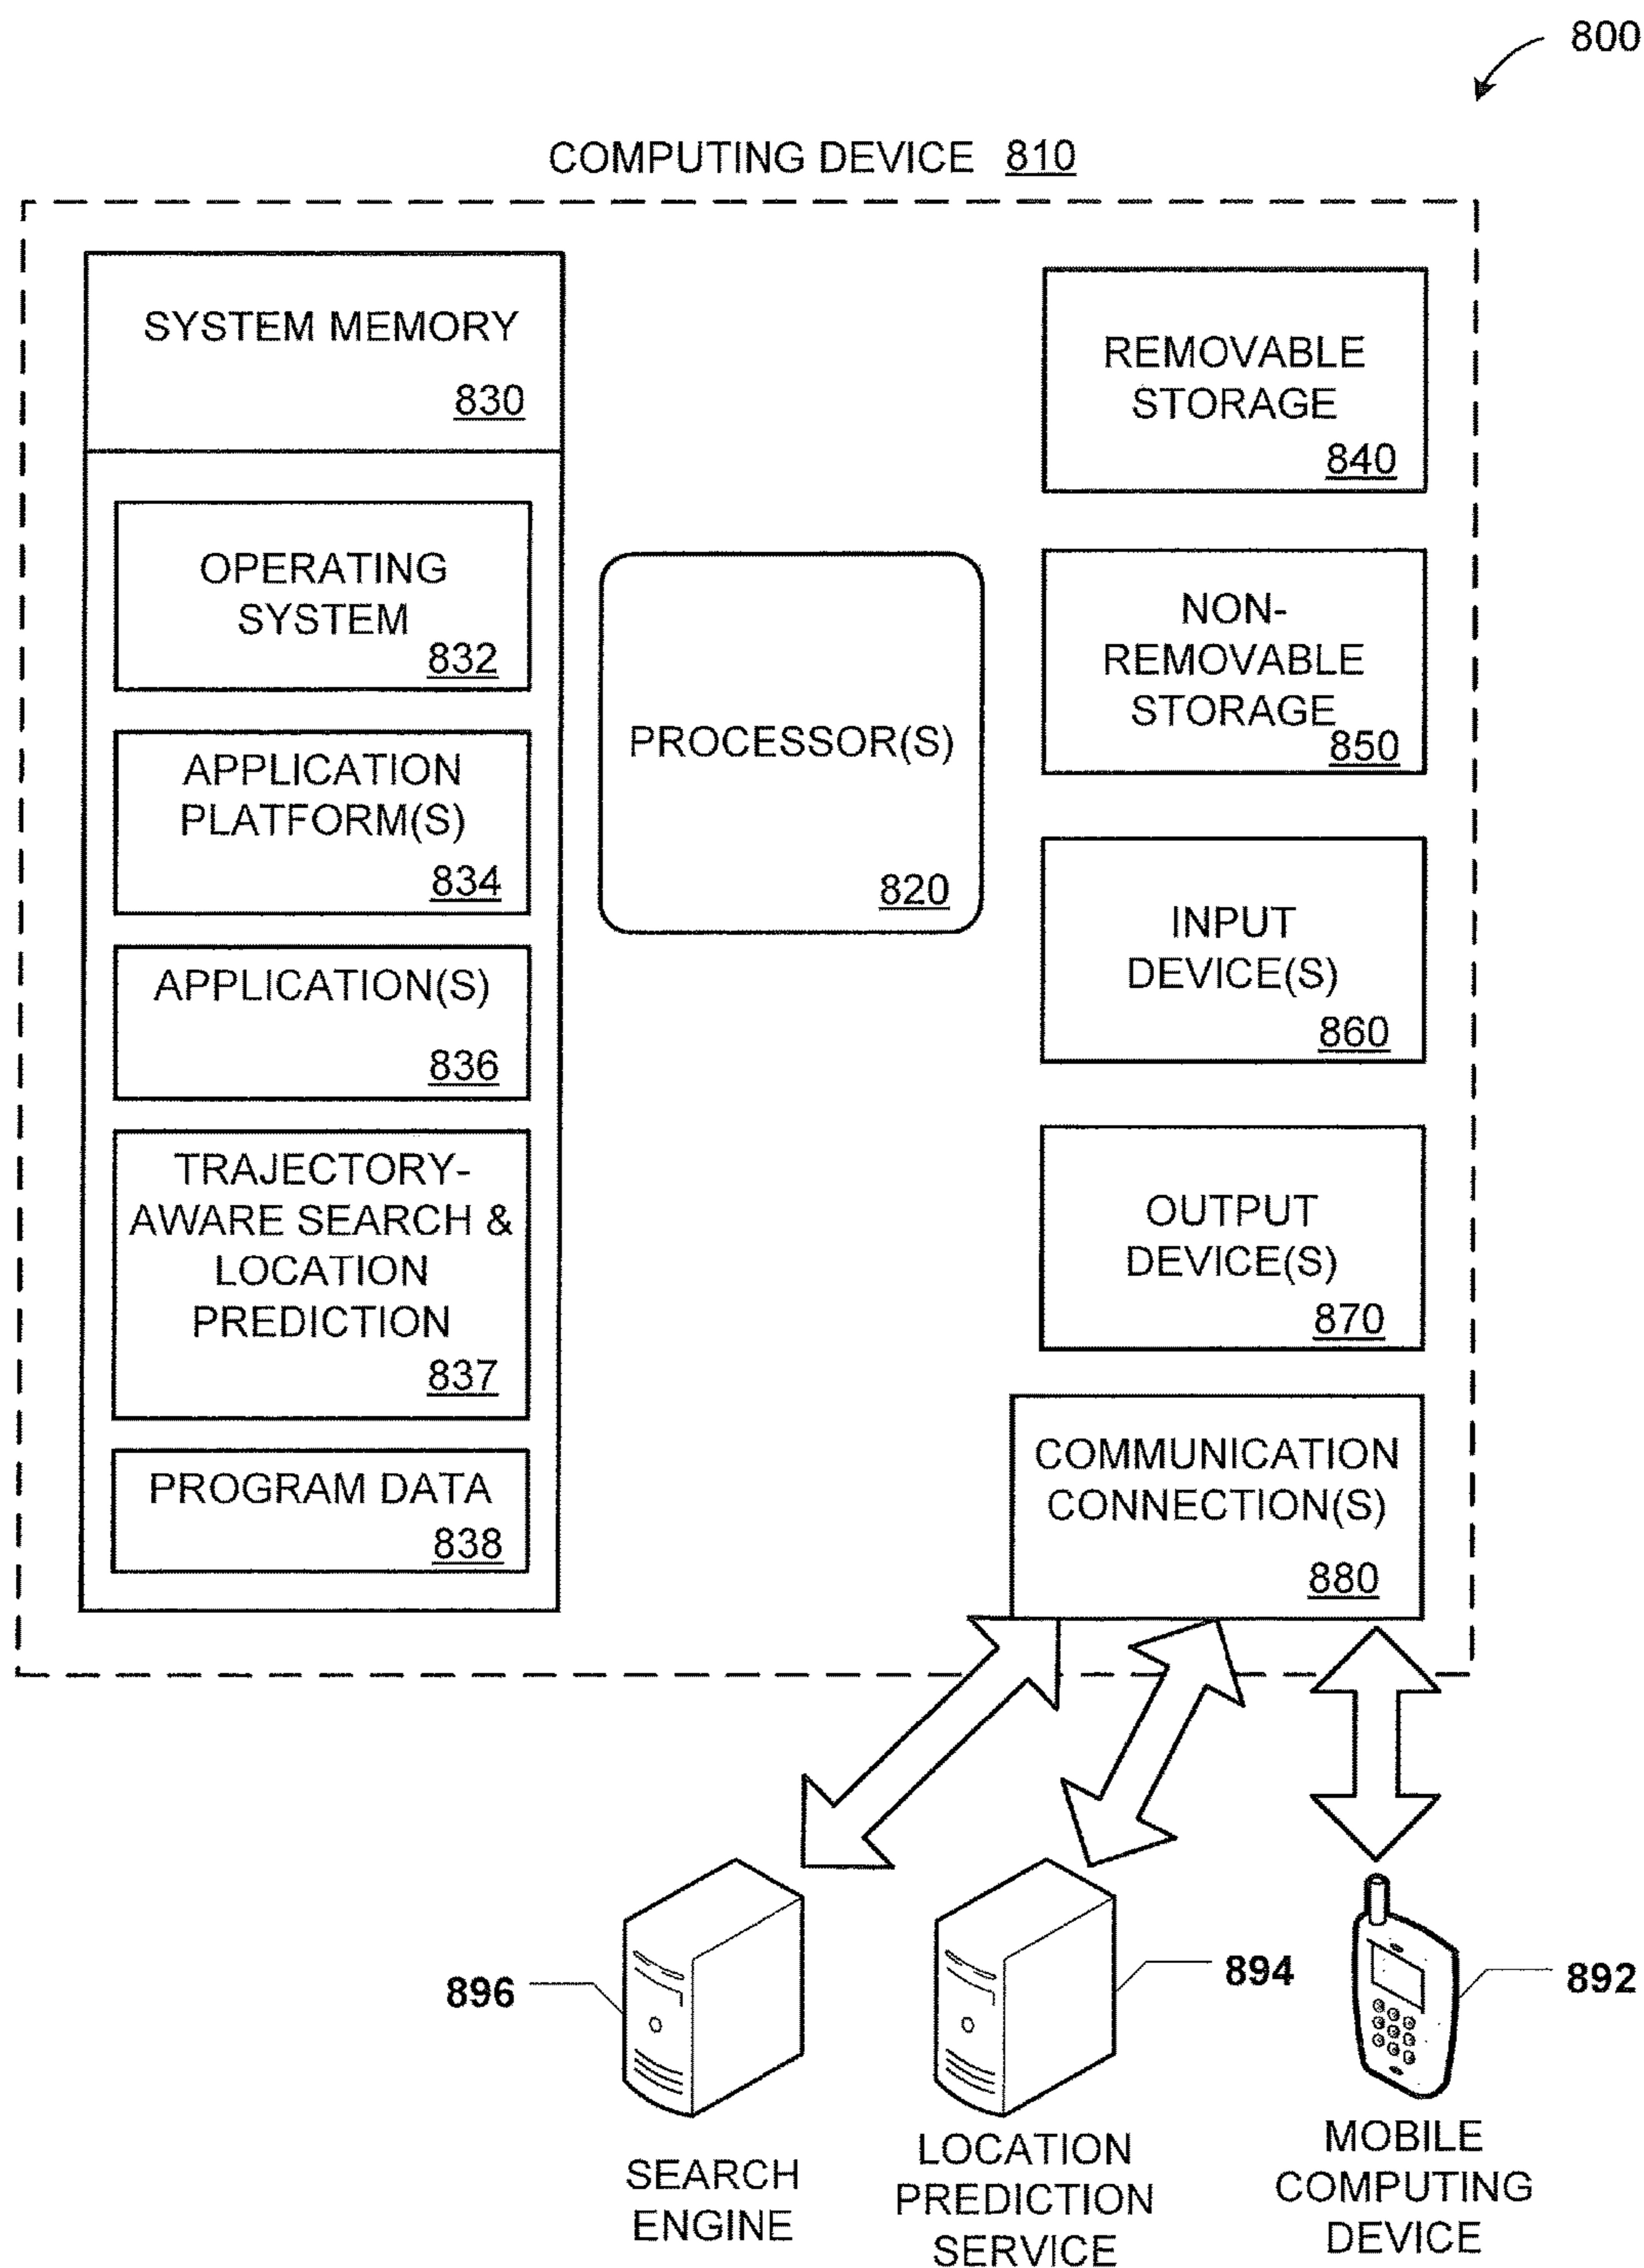 800
COMPUTING DEVICE 810
SYSTEM MEMORY
830
OPERATING
SYSTEM
832
APPLICATION
PLATFORM(S)
834
APPLICATION(S)
836
TRAJECTORY-
AWARE SEARCH &
LOCATION
PREDICTION
837
PROGRAM DATA
838
PROCESSOR(S)
820
REMOVABLE
STORAGE
840
NON-
REMOVABLE
STORAGE
850
INPUT
DEVICE(S)
860
OUTPUT
DEVICE(S)
870
COMMUNICATION
CONNECTION(S)
880
896
SEARCH
ENGINE
894
LOCATION
PREDICTION
SERVICE
892
MOBILE
COMPUTING
DEVICE